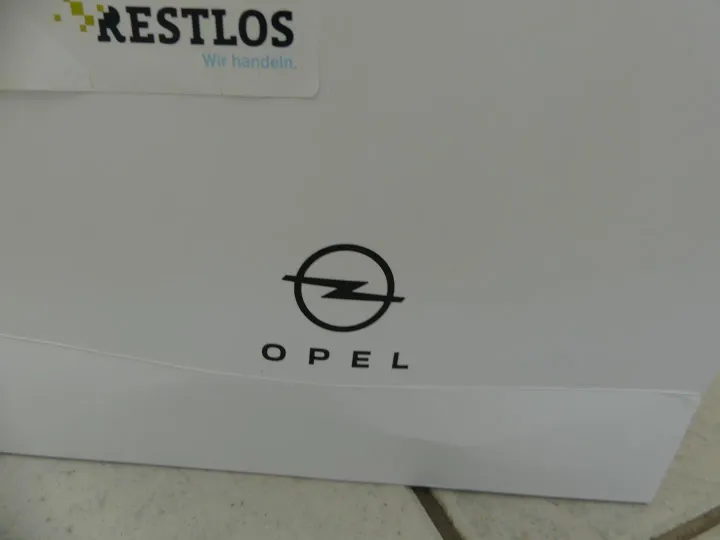 RESTLOS
Wir handeln.
OPEL